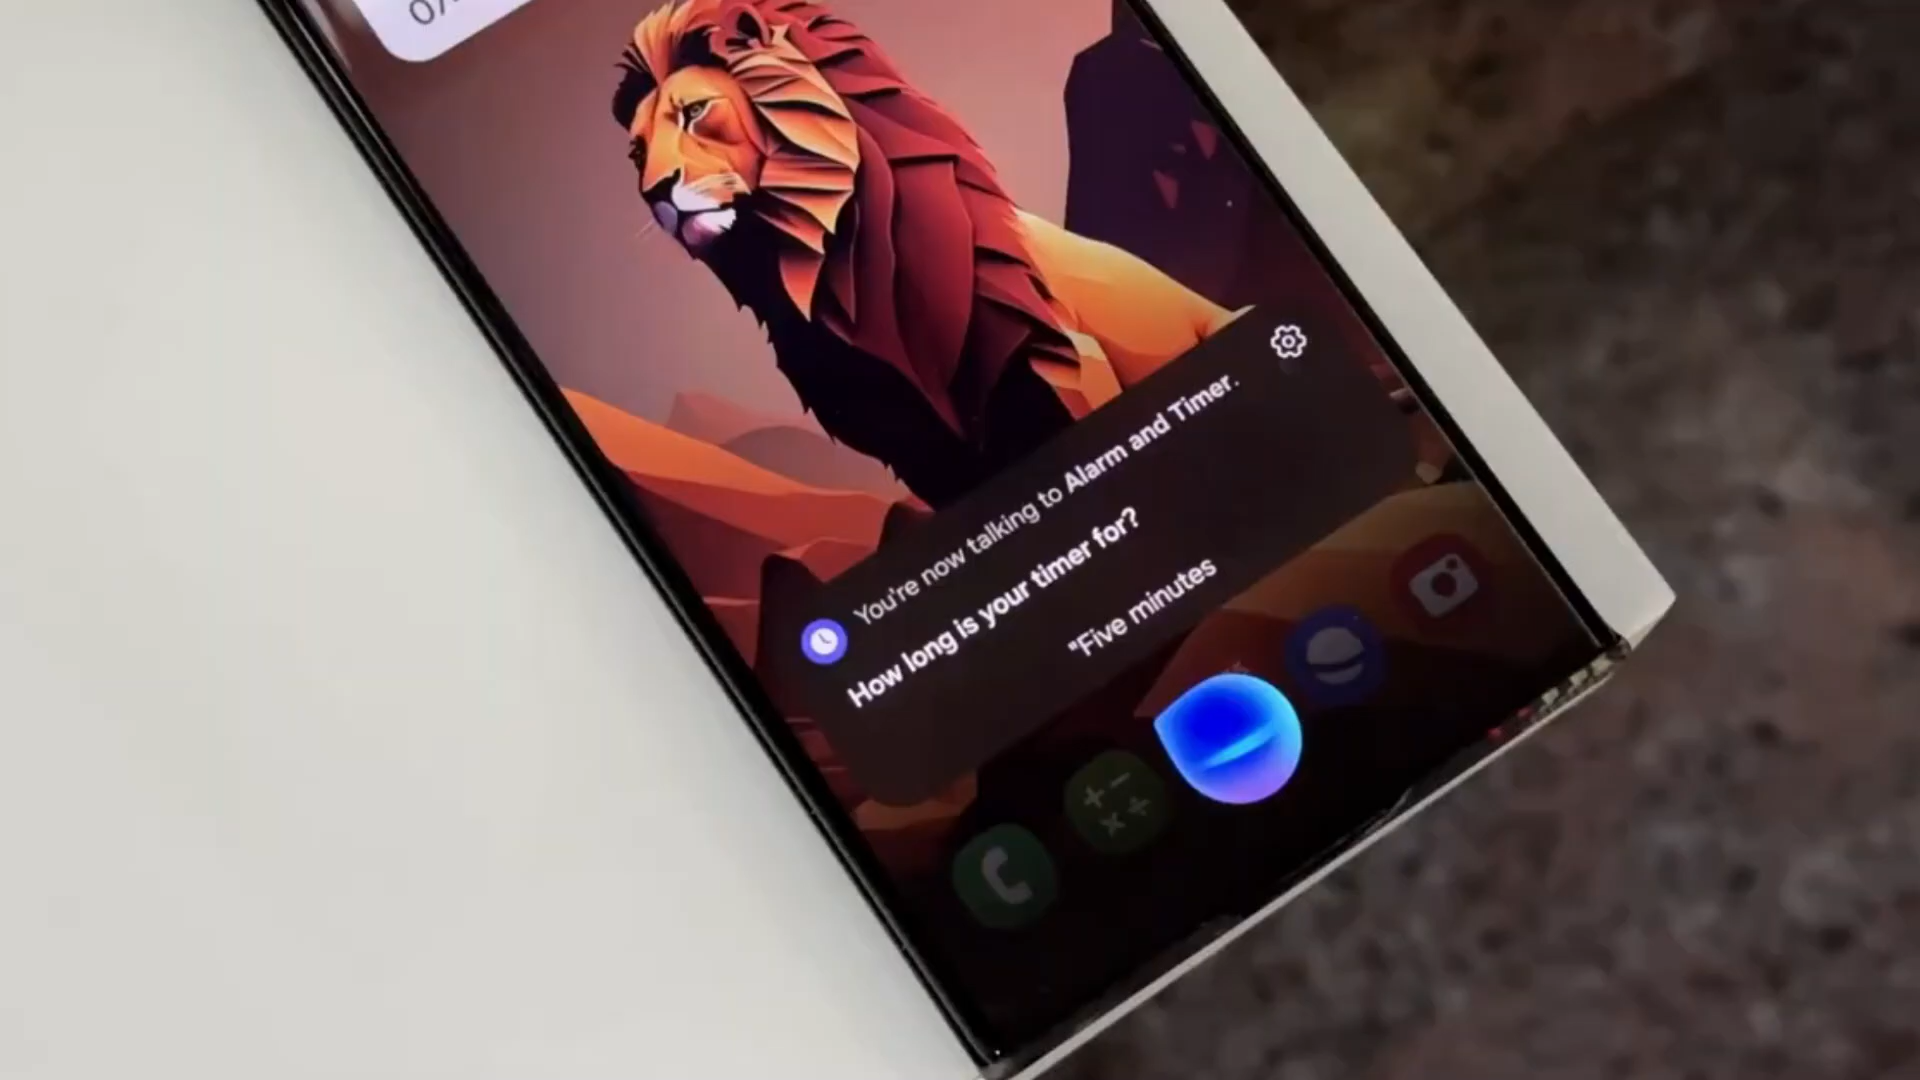 You're now talking to Alarm and Timer.
How long is your timer for?
"Five minutes